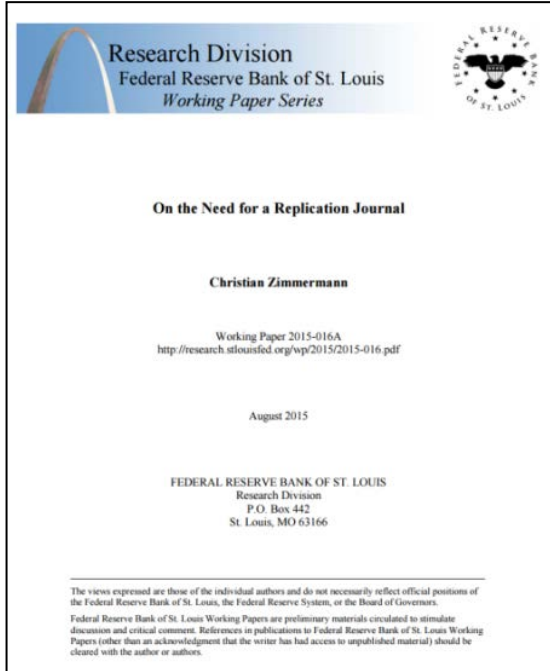 Research Division
Federal Reserve Bank of St. Louis
Working Paper Series
FEDERAL RESERVE BANK
OF ST. LOUIS
On the Need for a Replication Journal
Christian Zimmermann
Working Paper 2015-016A
http://research.stlouisfed.org/wp/2015/2015-016.pdf
August 2015
FEDERAL RESERVE BANK OF ST. LOUIS
Research Division
P.O. Box 442
St. Louis, MO 63166
The views expressed are those of the individual authors and do not necessarily reflect official positions of
the Federal Reserve Bank of St. Louis, the Federal Reserve System, or the Board of Governors.
Federal Reserve Bank of St. Louis Working Papers are preliminary materials circulated to stimulate
discussion and critical comment. References in publications to Federal Reserve Bank of St. Louis Working
Papers (other than an acknowledgment that the writer has had access to unpublished material) should be
cleared with the author or authors.